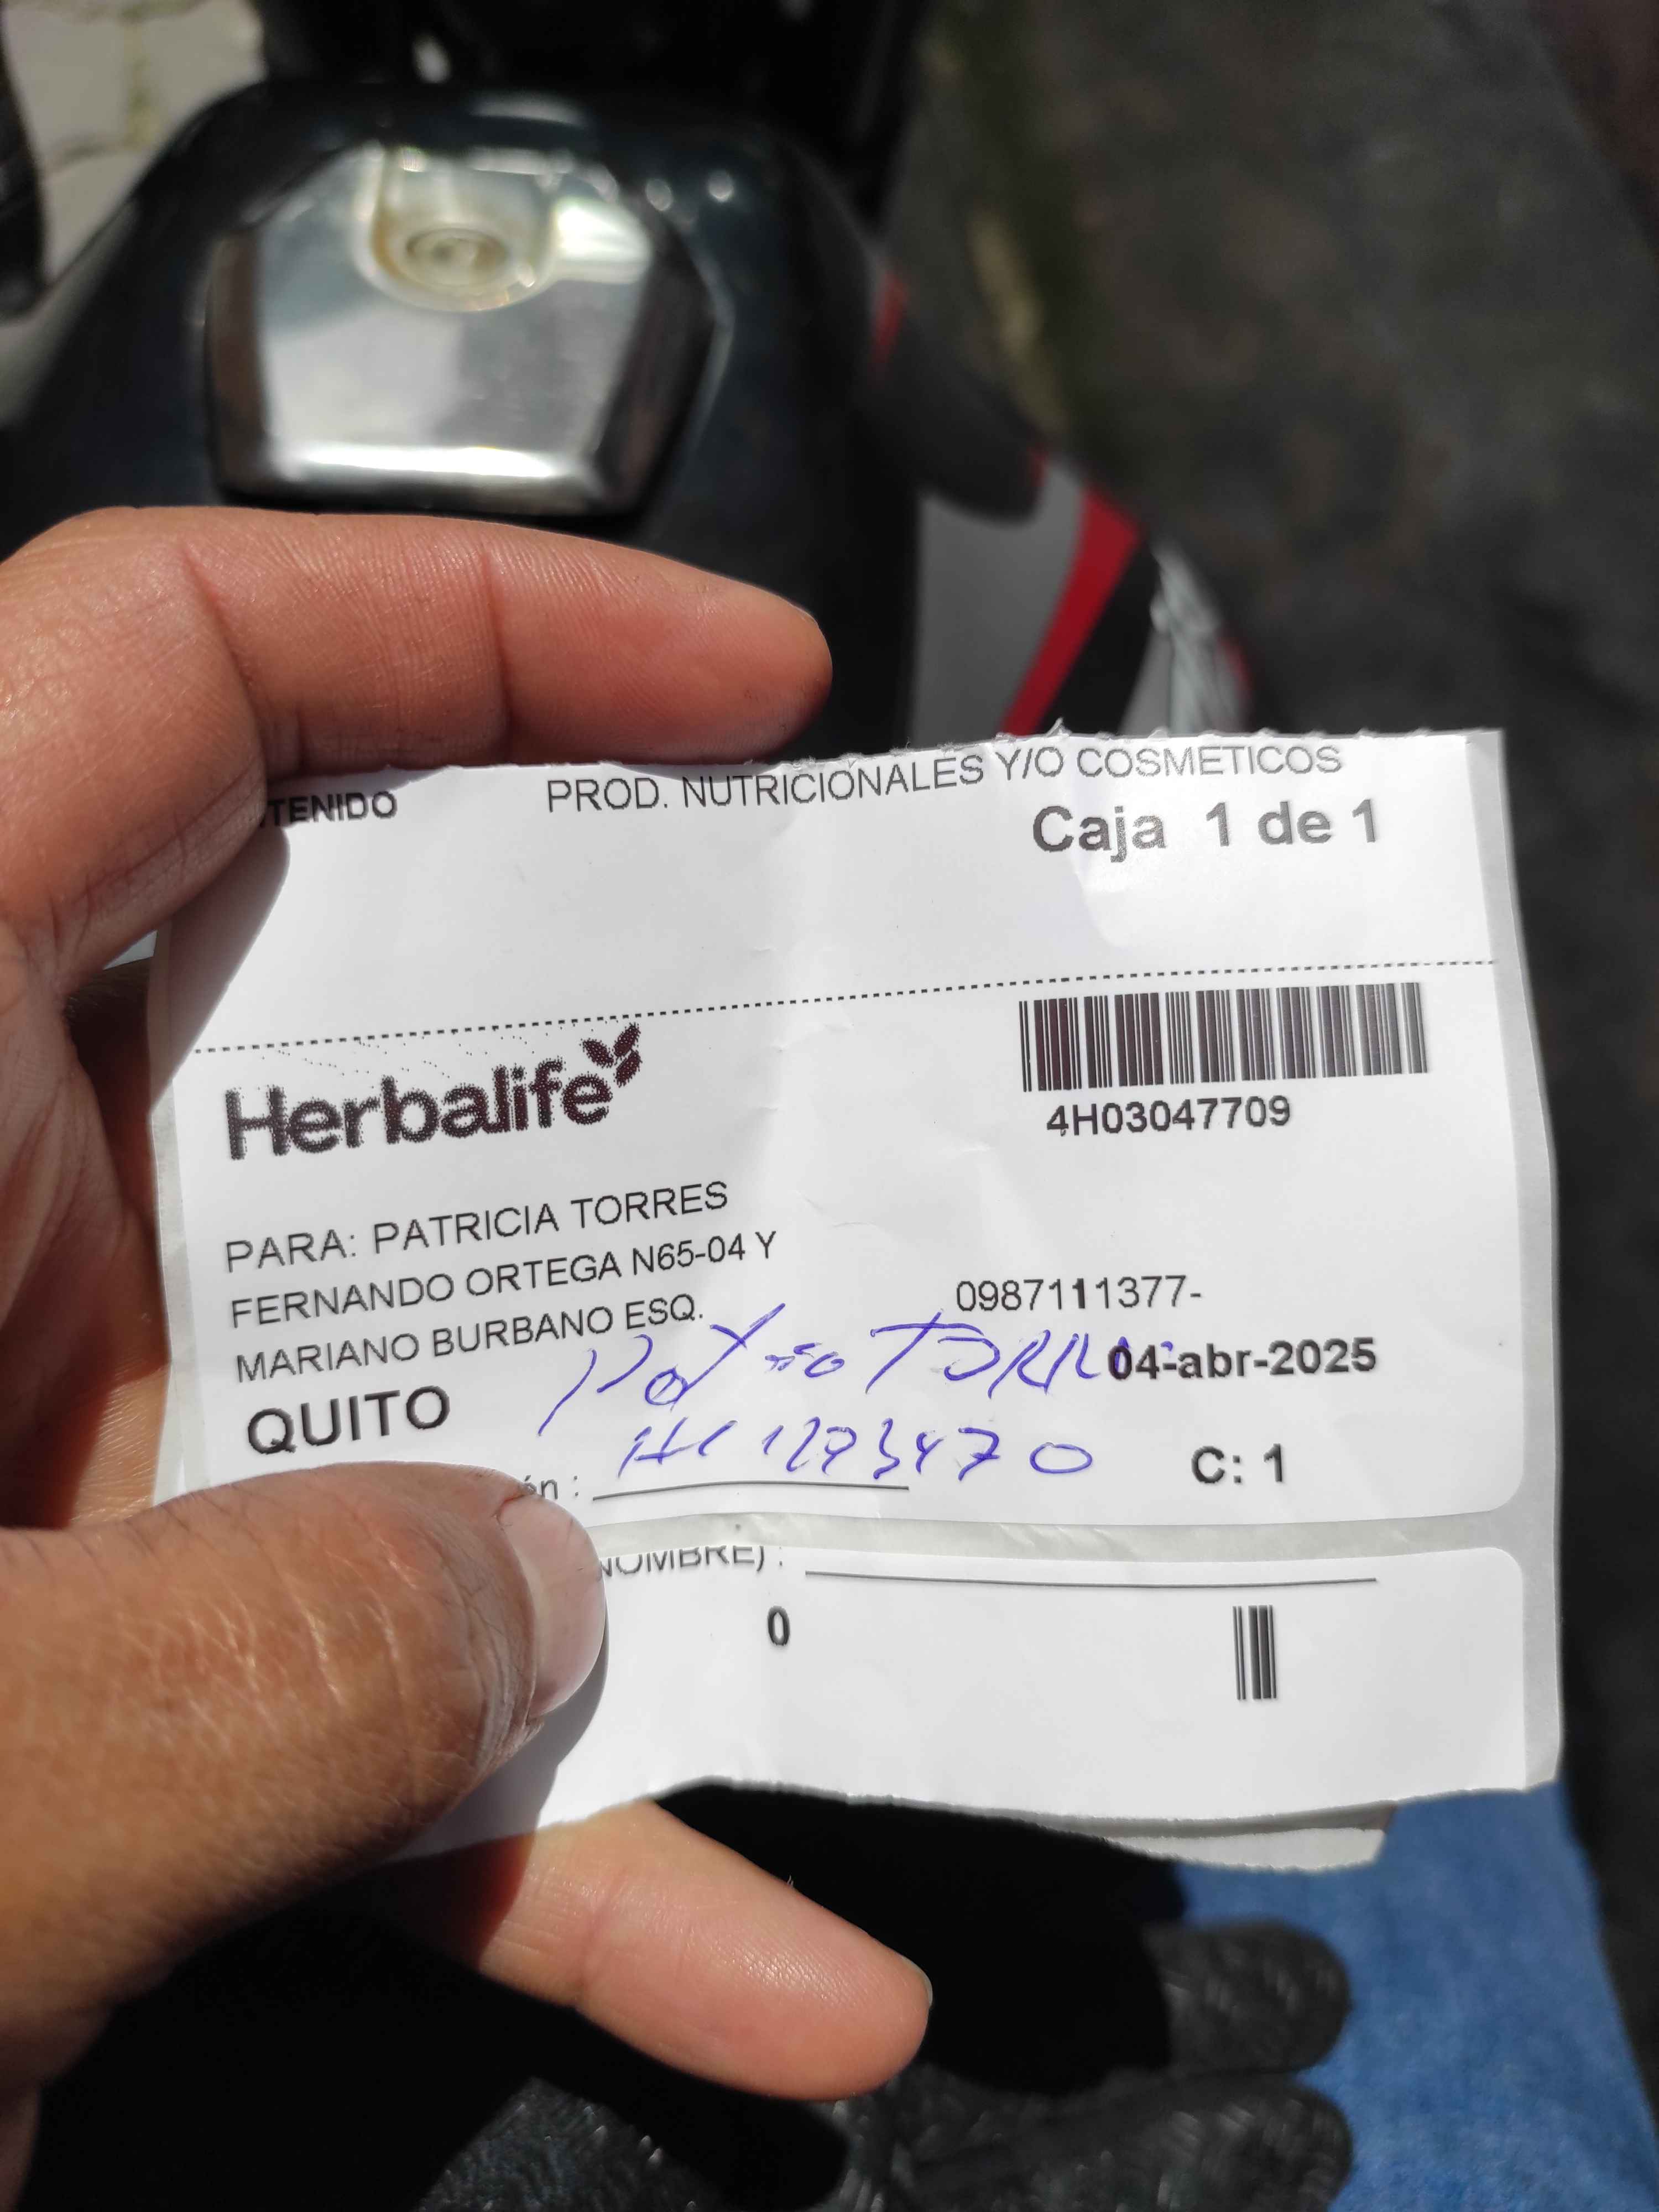 TENIDO PROD. NUTRICIONALES Y/O COSMETICOS
Caja 1 de 1
Herbalife
4H03047709
PARA: PATRICIA TORRES
FERNANDO ORTEGA N65-04 Y
MARIANO BURBANO ESQ.
0987111377-
04-abr-2025
QUITO
C: 1
én :
NOMBRE) :
0